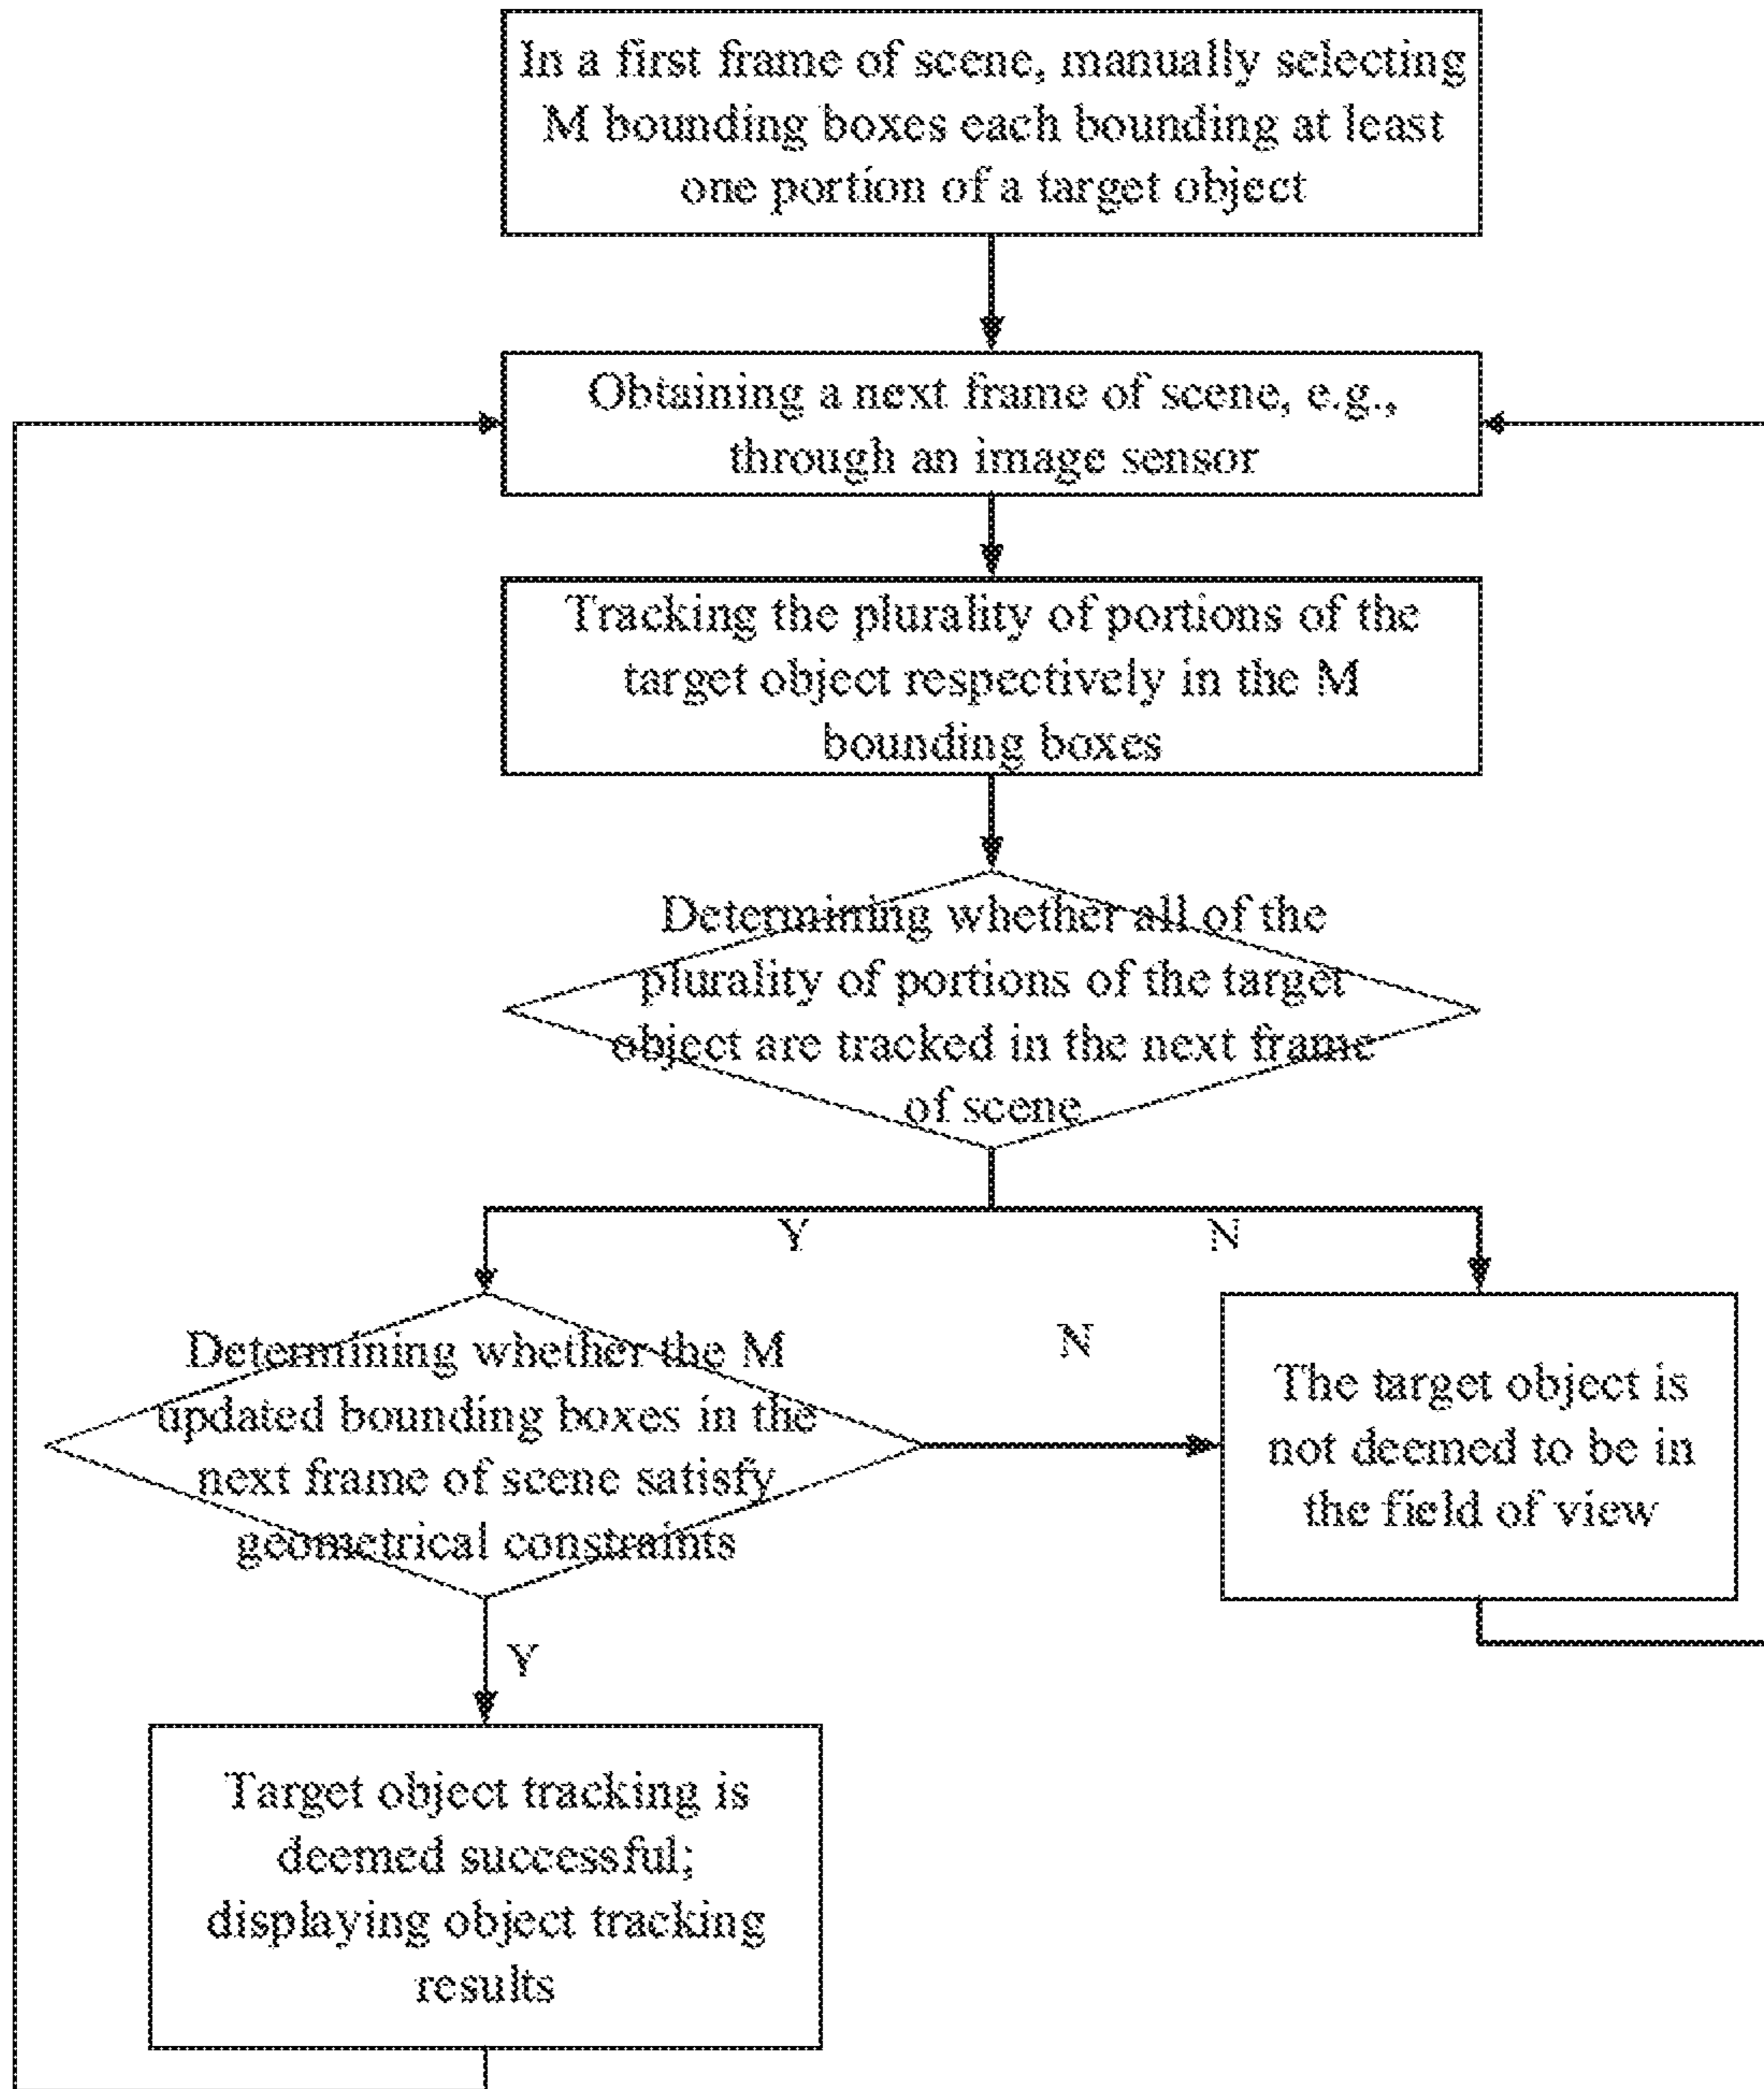 In a first frame of scene, manually selecting
M bounding boxes each bounding at least
one portion of a target object
Obtaining a next frame of scene, e.g.,
through an image sensor
Tracking the plurality of portions of the
target object respectively in the M
bounding boxes
Determining whether all of the
plurality of portions of the target
object are tracked in the next frame
of scene
Y
N
Determining whether the M
updated bounding boxes in the
next frame of scene satisfy
geometrical constraints
N
The target object is
not deemed to be in
the field of view
Y
Target object tracking is
deemed successful;
displaying object tracking
results